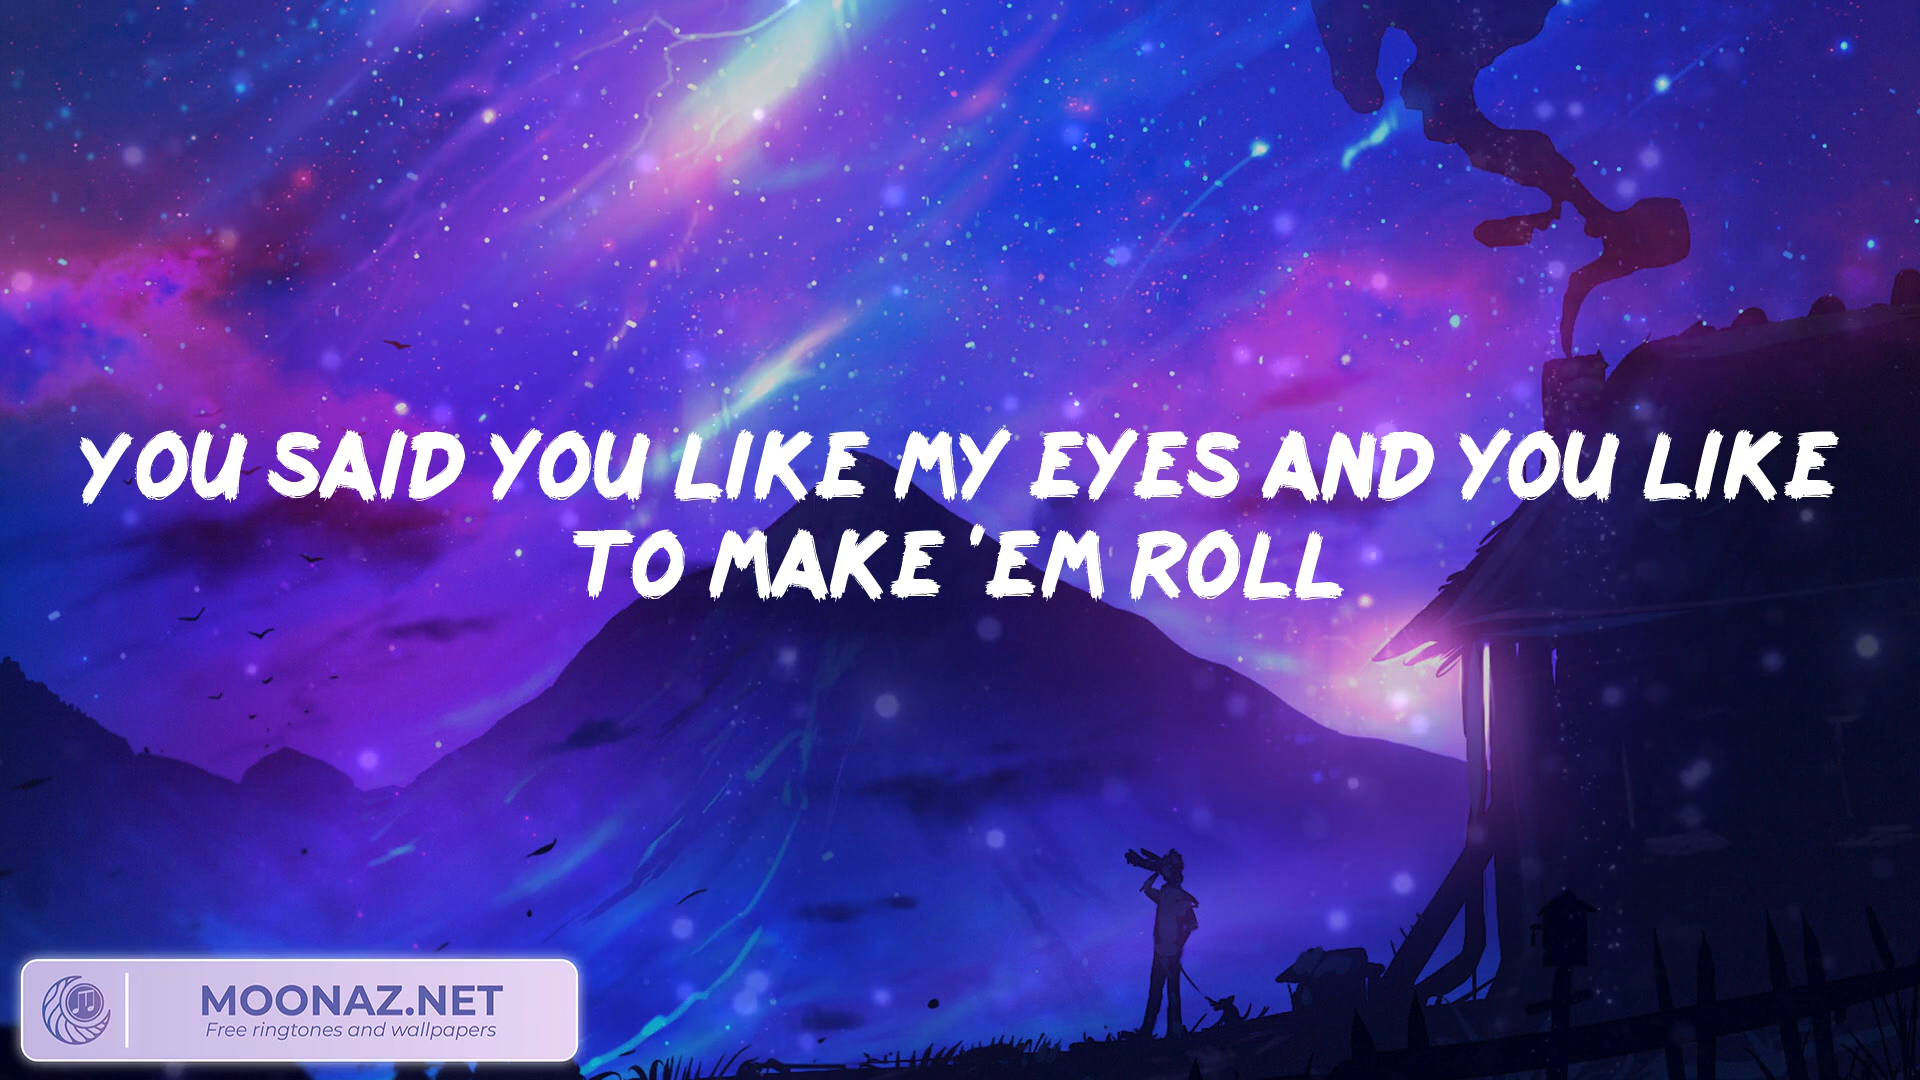 YOU SAID YOU LIKE MY EYES AND YOU LIKE
TO MAKE 'EM ROLL
MOONAZ.NET
Free ringtones and wallpapers